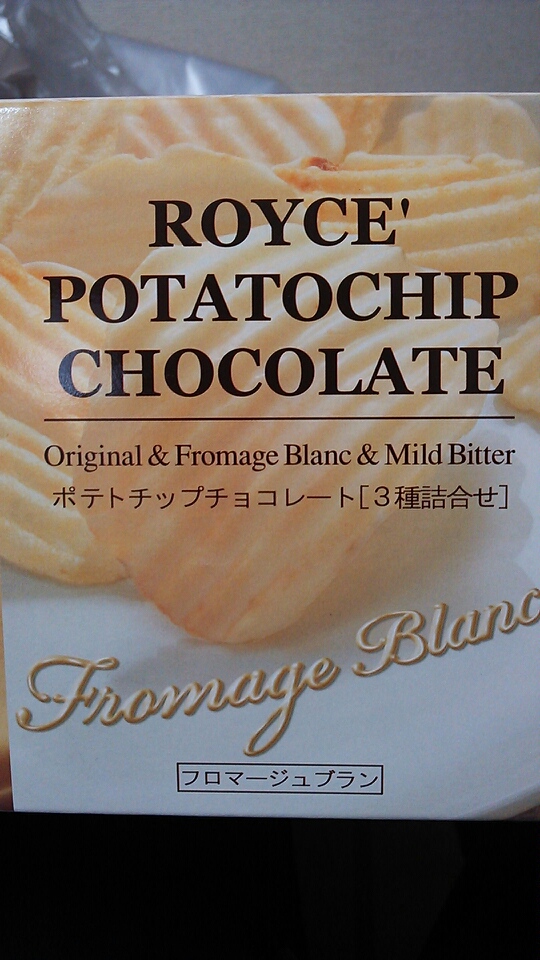 ROYCE'
POTATOCHIP
CHOCOLATE
Original & Fromage Blanc & Mild Bitter
ポテトチップチョコレート[３種詰合せ]
Fromage Blanc
フロマージュブラン